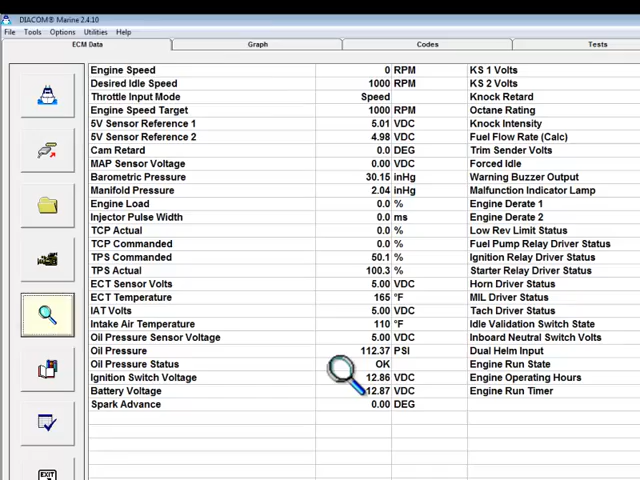 DIACOM® Marine 2.4.10
File Tools Options Utilities Help
ECM Data Graph Codes Tests
Engine Speed 0 RPM KS 1 Volts
Desired Idle Speed 1000 RPM KS 2 Volts
Throttle Input Mode Speed Knock Retard
Engine Speed Target 1000 RPM Octane Rating
5V Sensor Reference 1 5.01 VDC Knock Intensity
5V Sensor Reference 2 4.98 VDC Fuel Flow Rate (Calc)
Cam Retard 0.0 DEG Trim Sender Volts
MAP Sensor Voltage 0.00 VDC Forced Idle
Barometric Pressure 30.15 inHg Warning Buzzer Output
Manifold Pressure 2.04 inHg Malfunction Indicator Lamp
Engine Load 0.0 % Engine Derate 1
Injector Pulse Width 0.0 ms Engine Derate 2
TCP Actual 0.0 % Low Rev Limit Status
TCP Commanded 0.0 % Fuel Pump Relay Driver Status
TPS Commanded 50.1 % Ignition Relay Driver Status
TPS Actual 100.3 % Starter Relay Driver Status
ECT Sensor Volts 5.00 VDC Horn Driver Status
ECT Temperature 165 °F MIL Driver Status
IAT Volts 5.00 VDC Tach Driver Status
Intake Air Temperature 110 °F Idle Validation Switch State
Oil Pressure Sensor Voltage 5.00 VDC Inboard Neutral Switch Volts
Oil Pressure 112.37 PSI Dual Helm Input
Oil Pressure Status OK Engine Run State
Ignition Switch Voltage 12.86 VDC Engine Operating Hours
Battery Voltage 12.87 VDC Engine Run Timer
Spark Advance 0.00 DEG
EXIT